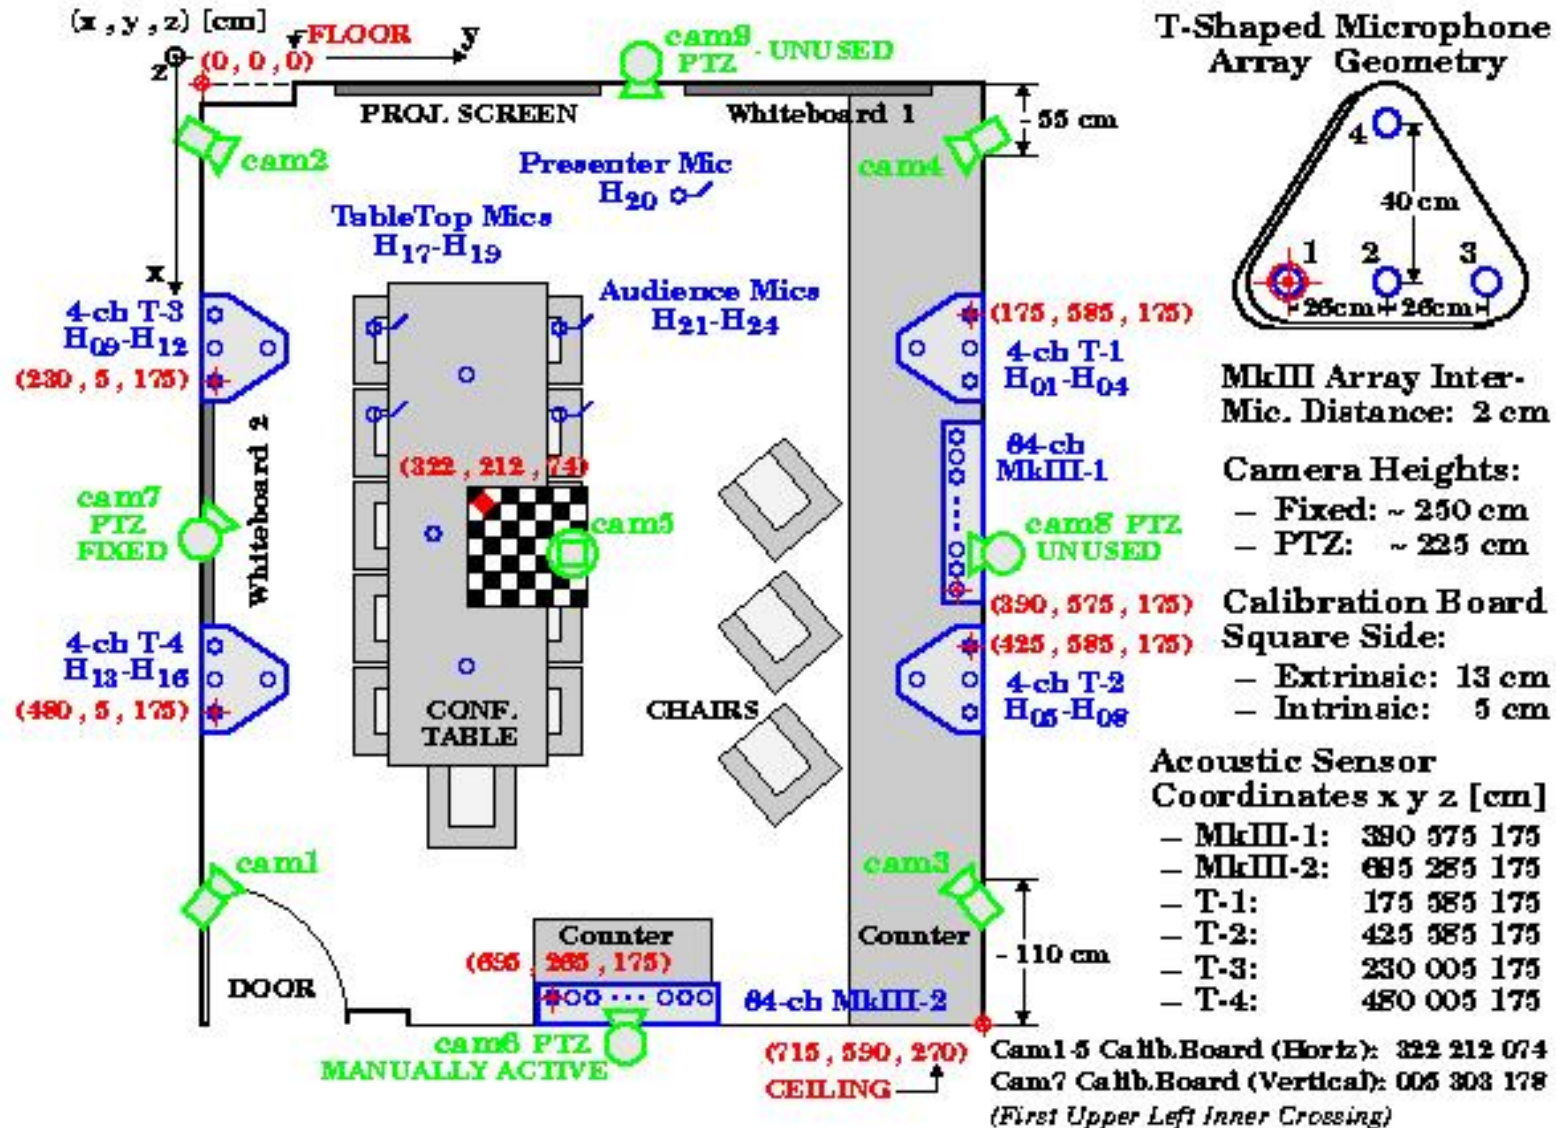 (x , y , z) [cm]
FLOOR
y
z
(0, 0, 0)
x
cam9
PTZ - UNUSED
PROJ. SCREEN
Whiteboard 1
- 55 cm
cam2
cam4
Presenter Mic
H20
TableTop Mics
H17-H19
Audience Mics
H21-H24
4-ch T-3
H09-H12
(230 , 5 , 175)
(175 , 585 , 175)
4-ch T-1
H01-H04
Whiteboard 2
(322 , 212 , 74)
64-ch
MkIII-1
cam7
PTZ
FIXED
cam5
cam8 PTZ
UNUSED
(390, 575, 175)
4-ch T-4
H13-H16
(480 , 5 , 175)
(425 , 585 , 175)
4-ch T-2
H05-H08
CONF.
TABLE
CHAIRS
cam1
cam3
Counter
Counter
(695 , 265 , 175)
- 110 cm
DOOR
64-ch MkIII-2
cam6 PTZ
MANUALLY ACTIVE
(715 , 590 , 270)
CEILING
T-Shaped Microphone
Array Geometry
4
40 cm
1 2 3
26cm 26cm
MkIII Array Inter-
Mic. Distance: 2 cm
Camera Heights:
– Fixed: ~ 250 cm
– PTZ: ~ 225 cm
Calibration Board
Square Side:
– Extrinsic: 13 cm
– Intrinsic: 5 cm
Acoustic Sensor
Coordinates x y z [cm]
– MkIII-1: 390 575 175
– MkIII-2: 695 265 175
– T-1: 175 585 175
– T-2: 425 585 175
– T-3: 230 005 175
– T-4: 480 005 175
Cam1-5 Calib.Board (Hortz): 322 212 074
Cam7 Calib.Board (Vertical): 005 303 178
(First Upper Left Inner Crossing)